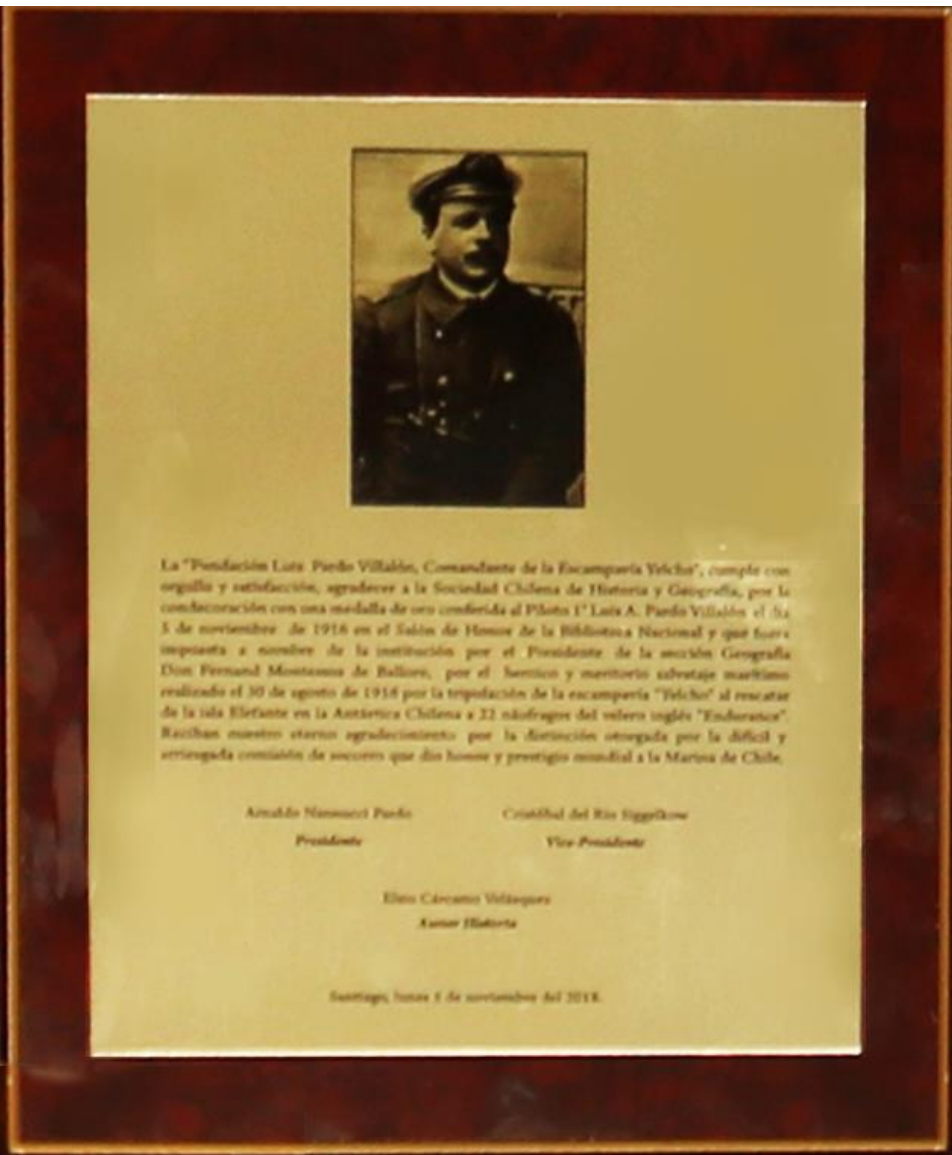 La "Fundación Luis Pardo Villalón, Comandante de la Escampavía Yelcho", cumple con
orgullo y satisfacción, agradecer a la Sociedad Chilena de Historia y Geografía, por la
condecoración con una medalla de oro conferida al Piloto 1° Luis A. Pardo Villalón el día
5 de noviembre de 1916 en el Salón de Honor de la Biblioteca Nacional y que fuera
impuesta a nombre de la institución por el Presidente de la sección Geografía
Don Fernand Montessus de Ballore, por el heroico y meritorio salvataje marítimo
realizado el 30 de agosto de 1916 por la tripulación de la escampavía "Yelcho" al rescatar
de la isla Elefante en la Antártica Chilena a 22 náufragos del velero inglés "Endurance".
Reciban nuestro eterno agradecimiento por la distinción otorgada por la difícil y
arriesgada comisión de socorro que dio honor y prestigio mundial a la Marina de Chile.
Arnaldo Pardo
Cristóbal del Río Siggelkow
Presidente
Vice-Presidente
Cárcamo Velásquez
Asesor Historia
Santiago, lunes 5 de noviembre del 2018.